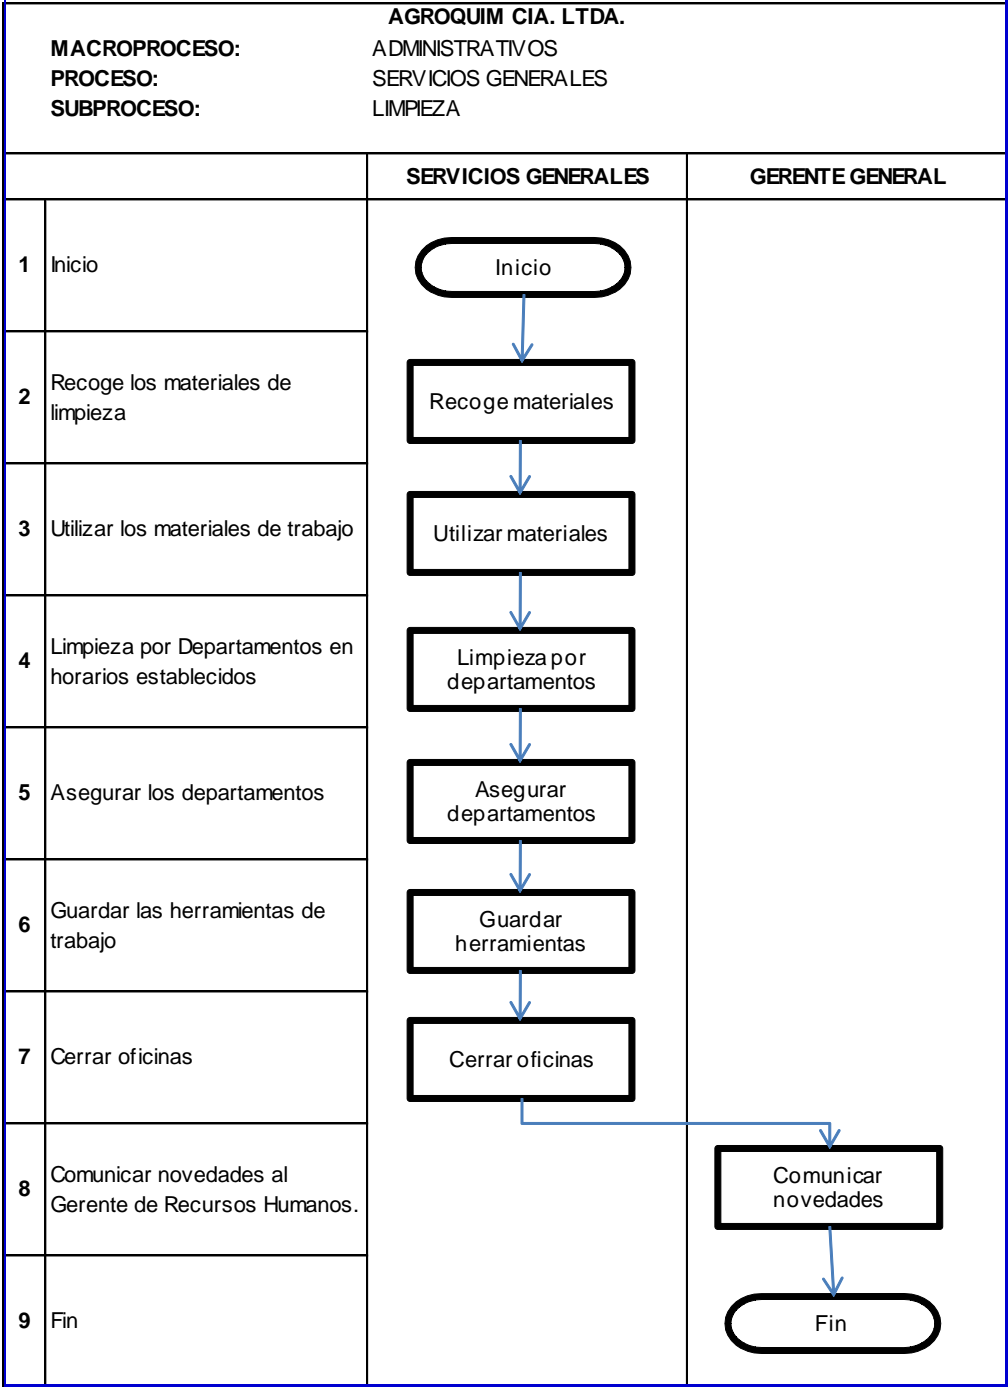 AGROQUIM CIA. LTDA.
MACROPROCESO: ADMINISTRATIVOS
PROCESO: SERVICIOS GENERALES
SUBPROCESO: LIMPIEZA
SERVICIOS GENERALES GERENTE GENERAL
1 Inicio
Inicio
2 Recoge los materiales de
limpieza
Recoge materiales
3 Utilizar los materiales de trabajo
Utilizar materiales
4 Limpieza por Departamentos en
horarios establecidos
Limpieza por
departamentos
5 Asegurar los departamentos
Asegurar
departamentos
6 Guardar las herramientas de
trabajo
Guardar
herramientas
7 Cerrar oficinas
Cerrar oficinas
8 Comunicar novedades al
Gerente de Recursos Humanos.
Comunicar
novedades
9 Fin
Fin